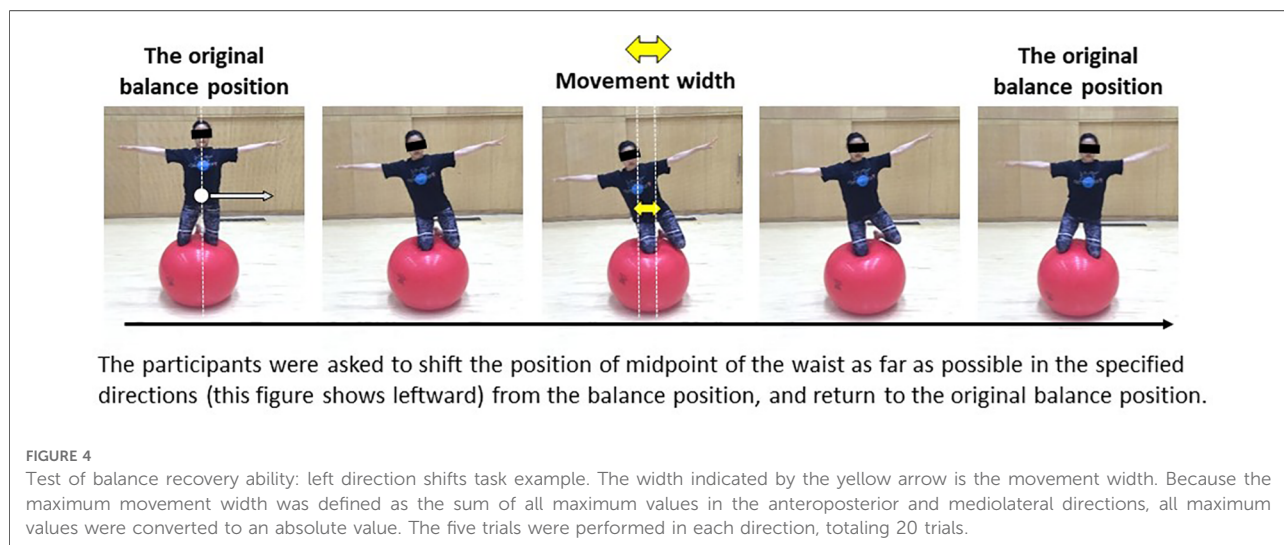 The original
balance position
Movement width
The original
balance position
The participants were asked to shift the position of midpoint of the waist as far as possible in the specified
directions (this figure shows leftward) from the balance position, and return to the original balance position.
FIGURE 4
Test of balance recovery ability: left direction shifts task example. The width indicated by the yellow arrow is the movement width. Because the
maximum movement width was defined as the sum of all maximum values in the anteroposterior and mediolateral directions, all maximum
values were converted to an absolute value. The five trials were performed in each direction, totaling 20 trials.